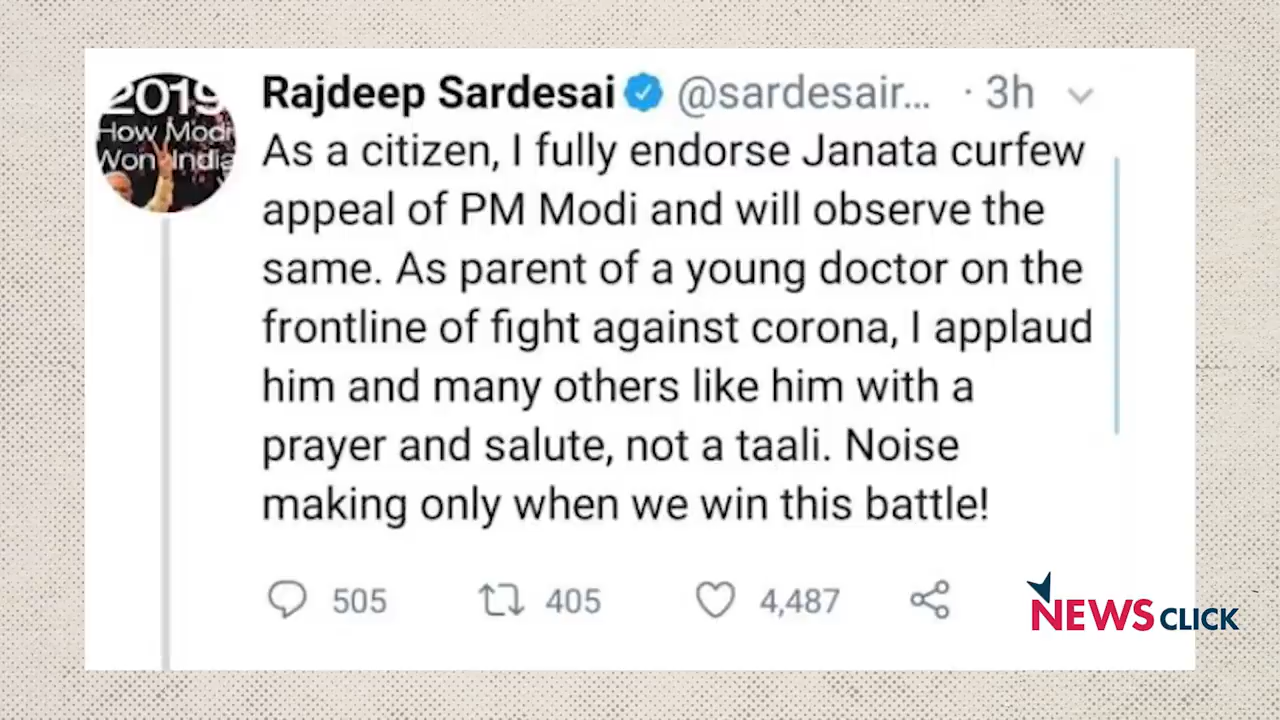 2019
How Modi
Won India
Rajdeep Sardesai @sardesair... · 3h
As a citizen, I fully endorse Janata curfew
appeal of PM Modi and will observe the
same. As parent of a young doctor on the
frontline of fight against corona, I applaud
him and many others like him with a
prayer and salute, not a taali. Noise
making only when we win this battle!
505 405 4,487
NEWSCLICK